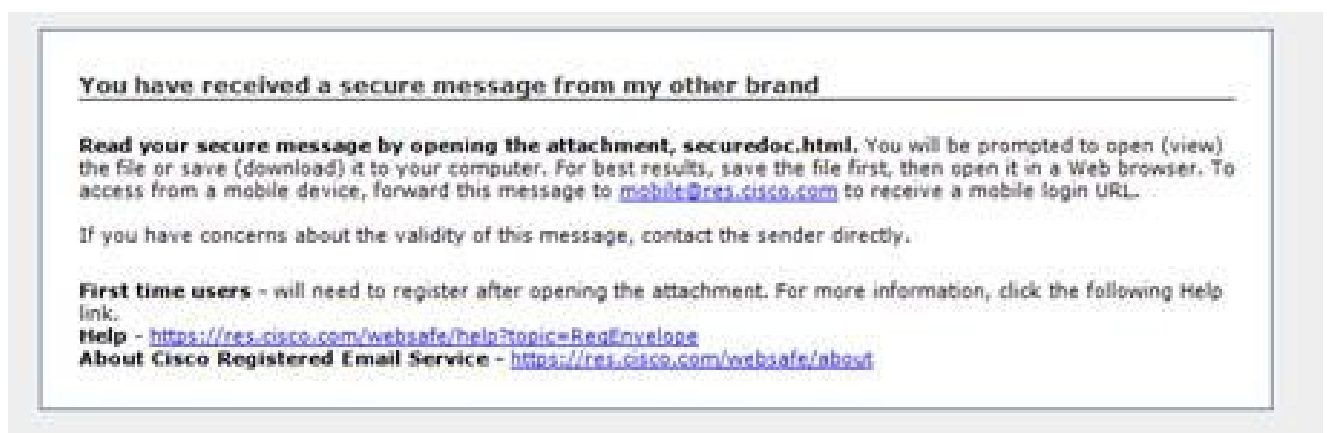 You have received a secure message from my other brand
Read your secure message by opening the attachment, securedoc.html. You will be prompted to open (view)
the file or save (download) it to your computer. For best results, save the file first, then open it in a Web browser. To
access from a mobile device, forward this message to mobile@res.cisco.com to receive a mobile login URL.
If you have concerns about the validity of this message, contact the sender directly.
First time users - will need to register after opening the attachment. For more information, click the following Help
link.
Help - https://res.cisco.com/websafe/help?topic=RegEnvelope
About Cisco Registered Email Service - https://res.cisco.com/websafe/about